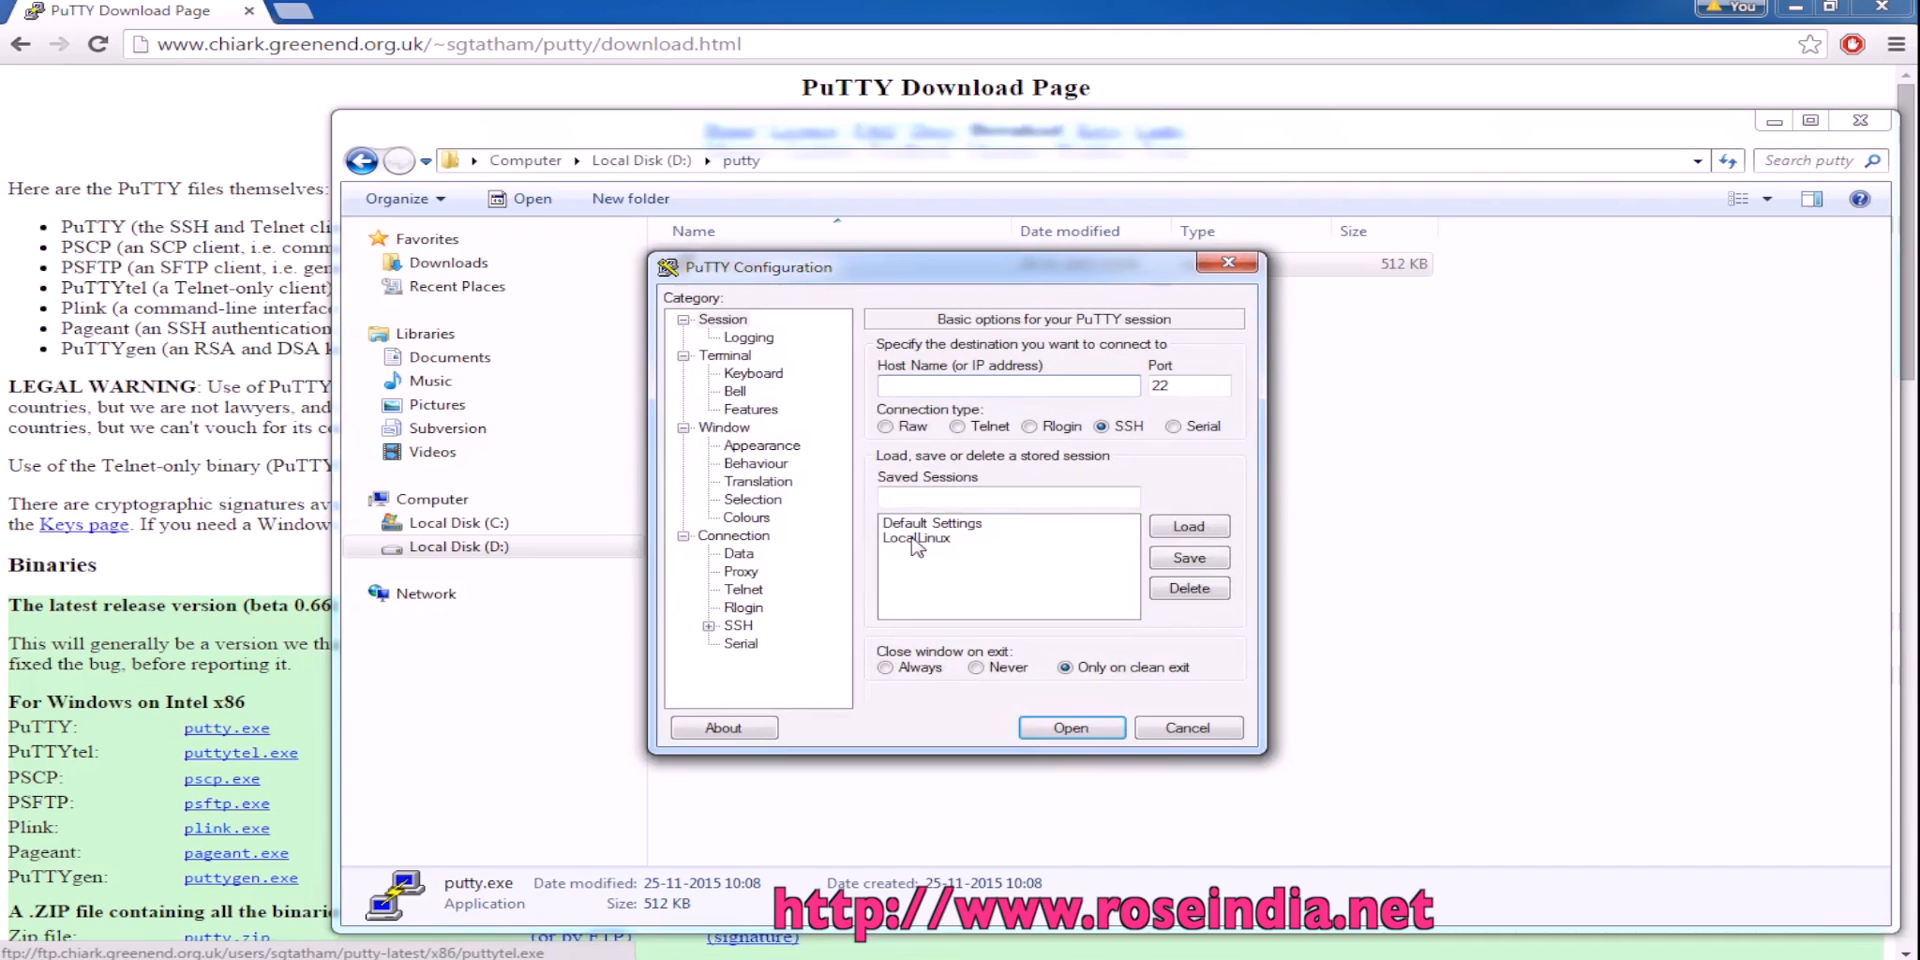 PuTTY Download Page
You
www.chiark.greenend.org.uk/~sgtatham/putty/download.html
PuTTY Download Page
Computer Local Disk (D:) putty
Search putty
Organize Open New folder
Here are the PuTTY files themselves:
PuTTY (the SSH and Telnet cli
PSCP (an SCP client, i.e. comm
PSFTP (an SFTP client, i.e. gen
PuTTYtel (a Telnet-only client)
Plink (a command-line interface
Pageant (an SSH authentication
PuTTYgen (an RSA and DSA k
LEGAL WARNING: Use of PuTTY
countries, but we are not lawyers, and
countries, but we can't vouch for its co
Use of the Telnet-only binary (PuTTY
There are cryptographic signatures av
the Keys page. If you need a Window
Binaries
The latest release version (beta 0.66
This will generally be a version we th
fixed the bug, before reporting it.
For Windows on Intel x86
PuTTY: putty.exe
PuTTYtel: puttytel.exe
PSCP: pscp.exe
PSFTP: psftp.exe
Plink: plink.exe
Pageant: pageant.exe
PuTTYgen: puttygen.exe
A .ZIP file containing all the binari
Zip file: putty.zip (or by FTP) (signature)
ftp://ftp.chiark.greenend.org.uk/users/sgtatham/putty-latest/x86/puttytel.exe
Favorites
Downloads
Recent Places
Libraries
Documents
Music
Pictures
Subversion
Videos
Computer
Local Disk (C:)
Local Disk (D:)
Network
Name Date modified Type Size
512 KB
PuTTY Configuration
Category:
Session
Logging
Terminal
Keyboard
Bell
Features
Window
Appearance
Behaviour
Translation
Selection
Colours
Connection
Data
Proxy
Telnet
Rlogin
SSH
Serial
Basic options for your PuTTY session
Specify the destination you want to connect to
Host Name (or IP address) Port
22
Connection type:
Raw Telnet Rlogin SSH Serial
Load, save or delete a stored session
Saved Sessions
Default Settings
LocalLinux
Load
Save
Delete
Close window on exit:
Always Never Only on clean exit
About Open Cancel
putty.exe Date modified: 25-11-2015 10:08 Date created: 25-11-2015 10:08
Application Size: 512 KB
http://www.roseindia.net